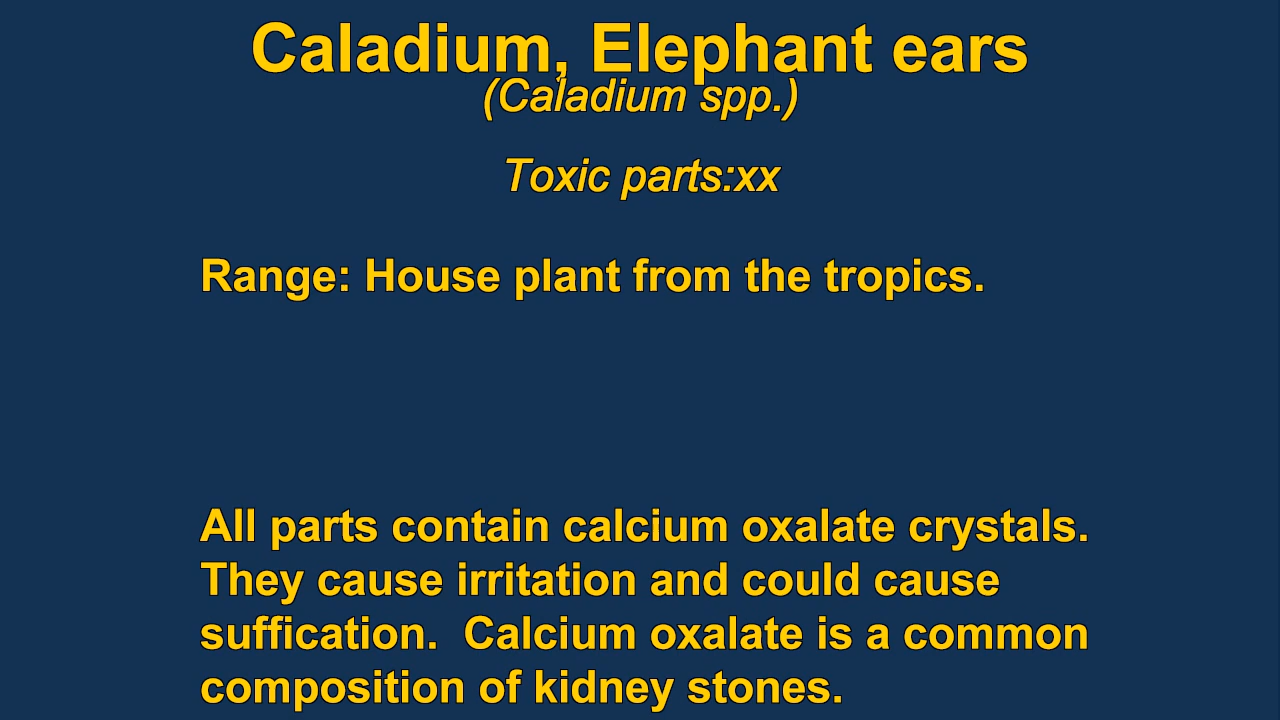 Caladium, Elephant ears
(Caladium spp.)
Toxic parts:xx
Range: House plant from the tropics.
All parts contain calcium oxalate crystals.
They cause irritation and could cause
suffication.  Calcium oxalate is a common
composition of kidney stones.